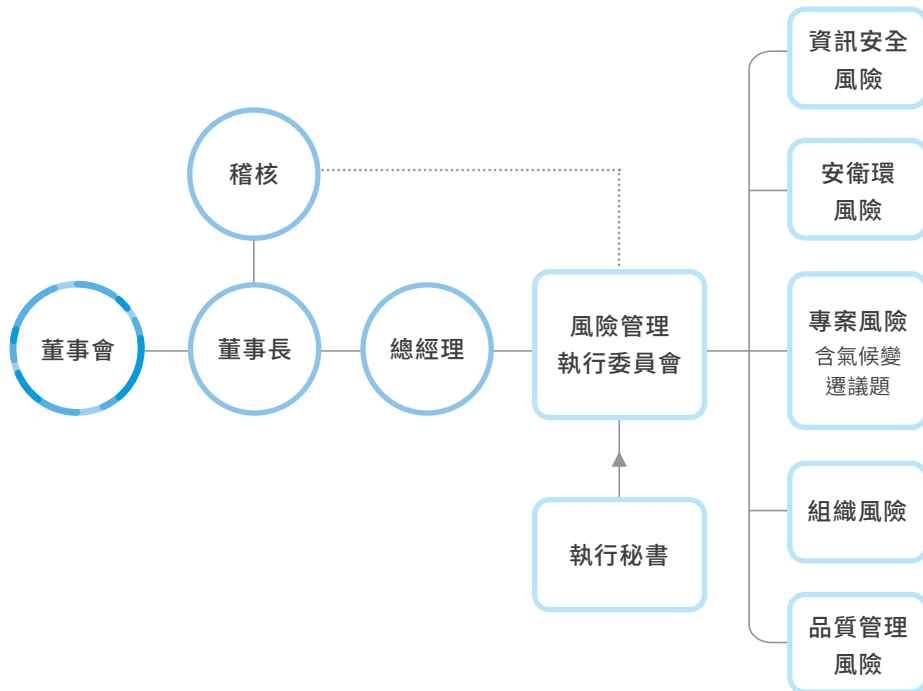 稽核
董事會
董事長
總經理
風險管理
執行委員會
執行秘書
資訊安全
風險
安衛環
風險
專案風險
含氣候變
遷議題
組織風險
品質管理
風險